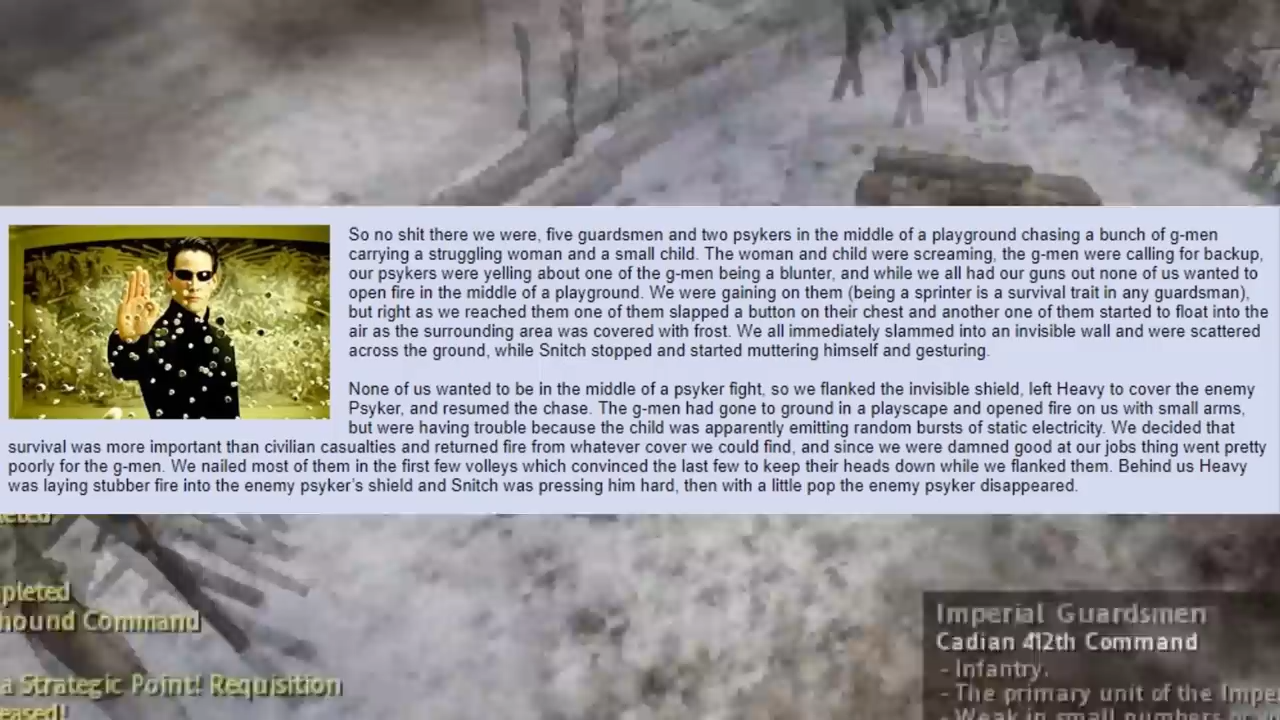 So no shit there we were, five guardsmen and two psykers in the middle of a playground chasing a bunch of g-men
carrying a struggling woman and a small child. The woman and child were screaming, the g-men were calling for backup,
our psykers were yelling about one of the g-men being a blunter, and while we all had our guns out none of us wanted to
open fire in the middle of a playground. We were gaining on them (being a sprinter is a survival trait in any guardsman),
but right as we reached them one of them slapped a button on their chest and another one of them started to float into the
air as the surrounding area was covered with frost. We all immediately slammed into an invisible wall and were scattered
across the ground, while Snitch stopped and started muttering himself and gesturing.
None of us wanted to be in the middle of a psyker fight, so we flanked the invisible shield, left Heavy to cover the enemy
Psyker, and resumed the chase. The g-men had gone to ground in a playscape and opened fire on us with small arms,
but were having trouble because the child was apparently emitting random bursts of static electricity. We decided that
survival was more important than civilian casualties and returned fire from whatever cover we could find, and since we were damned good at our jobs thing went pretty
poorly for the g-men. We nailed most of them in the first few volleys which convinced the last few to keep their heads down while we flanked them. Behind us Heavy
was laying stubber fire into the enemy psyker's shield and Snitch was pressing him hard, then with a little pop the enemy psyker disappeared.
pleted
hound Command
a Strategic Point! Requisition
eased!
Imperial Guardsmen
Cadian 412th Command
- Infantry.
- The primary unit of the Impe
- Weak in small numbers